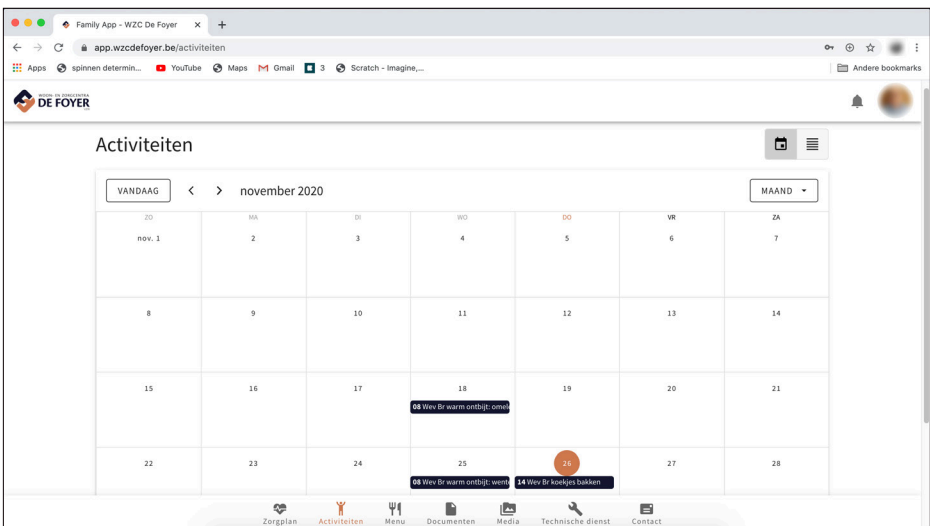 Family App - WZC De Foyer
app.wzcdefoyer.be/activiteiten
Apps spinnen determin... YouTube Maps Gmail 3 Scratch - Imagine,... Andere bookmarks
WOON- EN ZORGCENTRA
DE FOYER
Activiteiten
VANDAAG november 2020 MAAND
ZO MA DI WO DO VR ZA
nov. 1 2 3 4 5 6 7
8 9 10 11 12 13 14
15 16 17 18 19 20 21
08 Wev Br warm ontbijt: omele
22 23 24 25 26 27 28
08 Wev Br warm ontbijt: wente 14 Wev Br koekjes bakken
Zorgplan Activiteiten Menu Documenten Media Technische dienst Contact